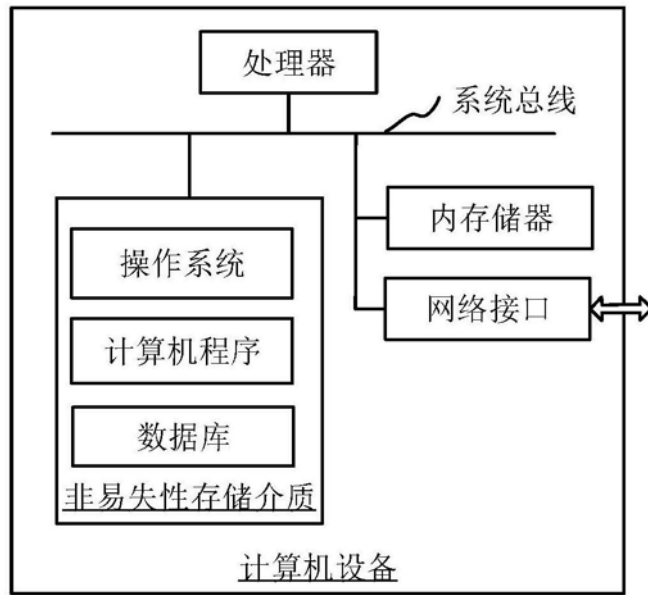 处理器
系统总线
内存储器
操作系统
网络接口
计算机程序
数据库
非易失性存储介质
计算机设备